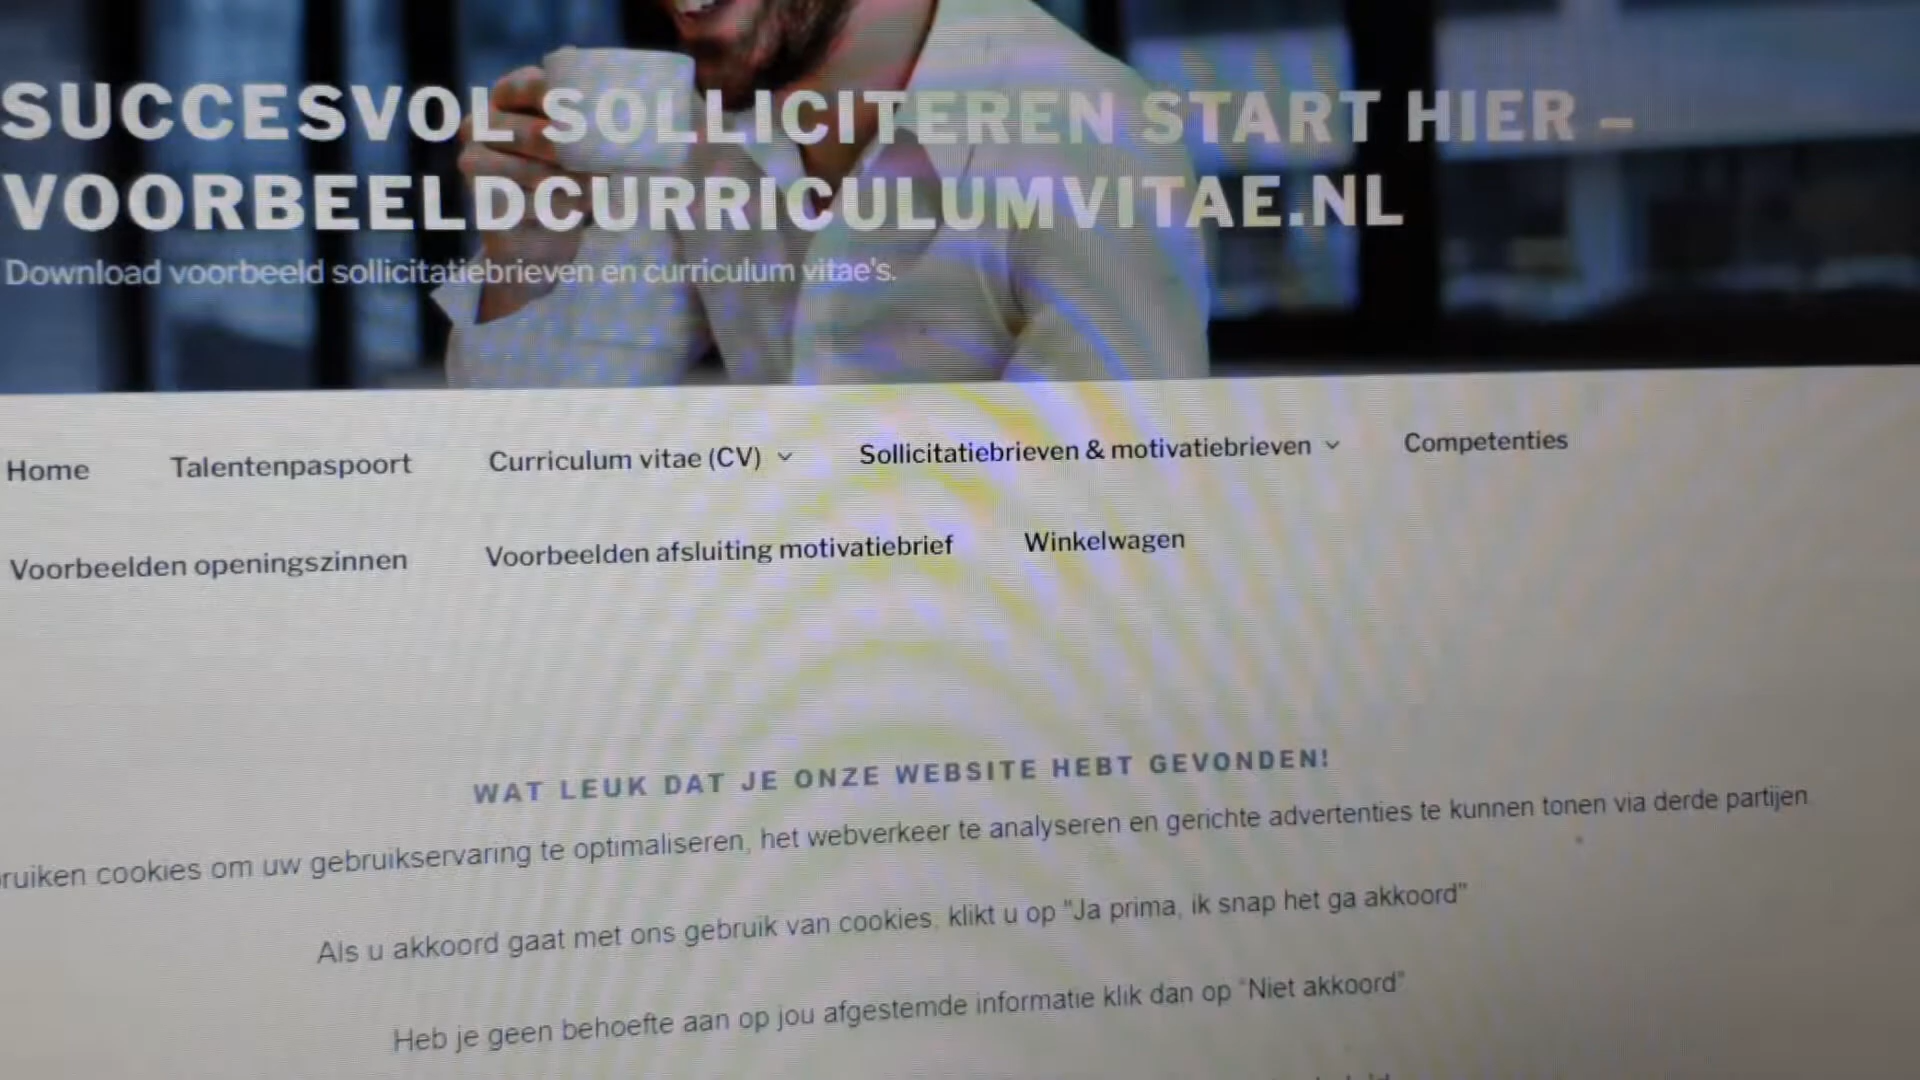 SUCCESVOL SOLLICITEREN START HIER –
VOORBEELDCURRICULUMVITAE.NL
Download voorbeeld sollicitatiebrieven en curriculum vitae's.
Home Talentenpaspoort Curriculum vitae (CV) Sollicitatiebrieven & motivatiebrieven Competenties
Voorbeelden openingszinnen Voorbeelden afsluiting motivatiebrief Winkelwagen
WAT LEUK DAT JE ONZE WEBSITE HEBT GEVONDEN!
ruiken cookies om uw gebruikservaring te optimaliseren, het webverkeer te analyseren en gerichte advertenties te kunnen tonen via derde partijen.
Als u akkoord gaat met ons gebruik van cookies, klikt u op "Ja prima, ik snap het ga akkoord"
Heb je geen behoefte aan op jou afgestemde informatie klik dan op "Niet akkoord"